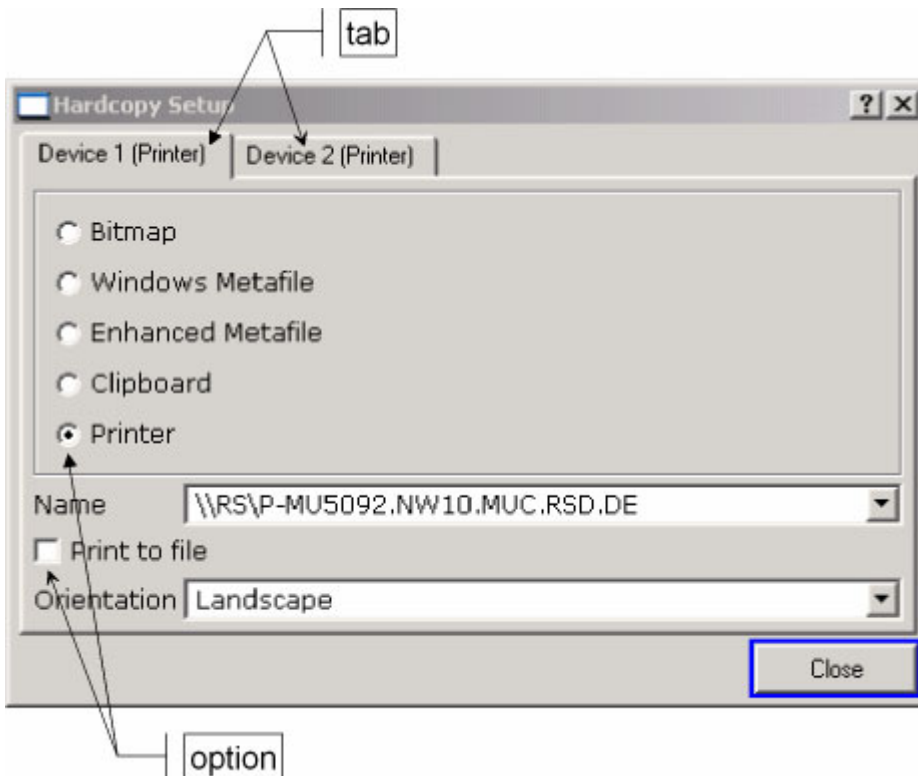 tab
Hardcopy Setup
Device 1 (Printer) Device 2 (Printer)
Bitmap
Windows Metafile
Enhanced Metafile
Clipboard
Printer
Name \\RS\P-MU5092.NW10.MUC.RSD.DE
Print to file
Orientation Landscape
Close
option